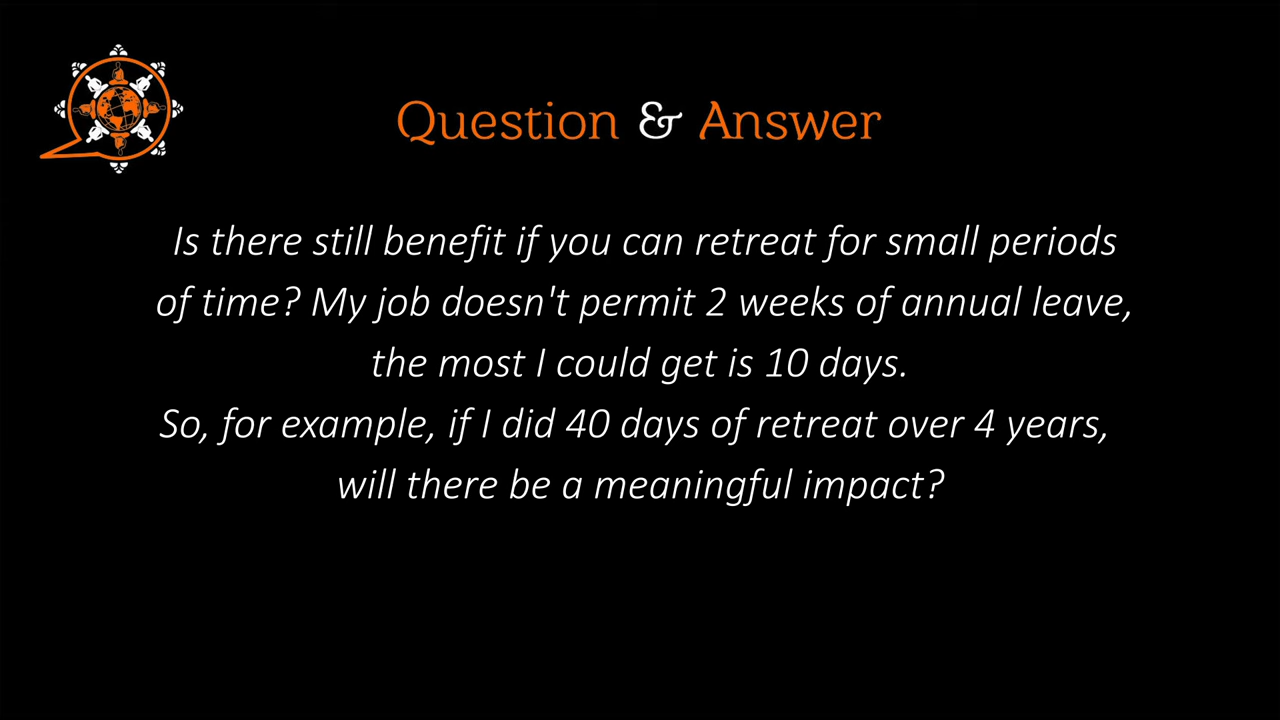 Question & Answer
Is there still benefit if you can retreat for small periods
of time? My job doesn't permit 2 weeks of annual leave,
the most I could get is 10 days.
So, for example, if I did 40 days of retreat over 4 years,
will there be a meaningful impact?